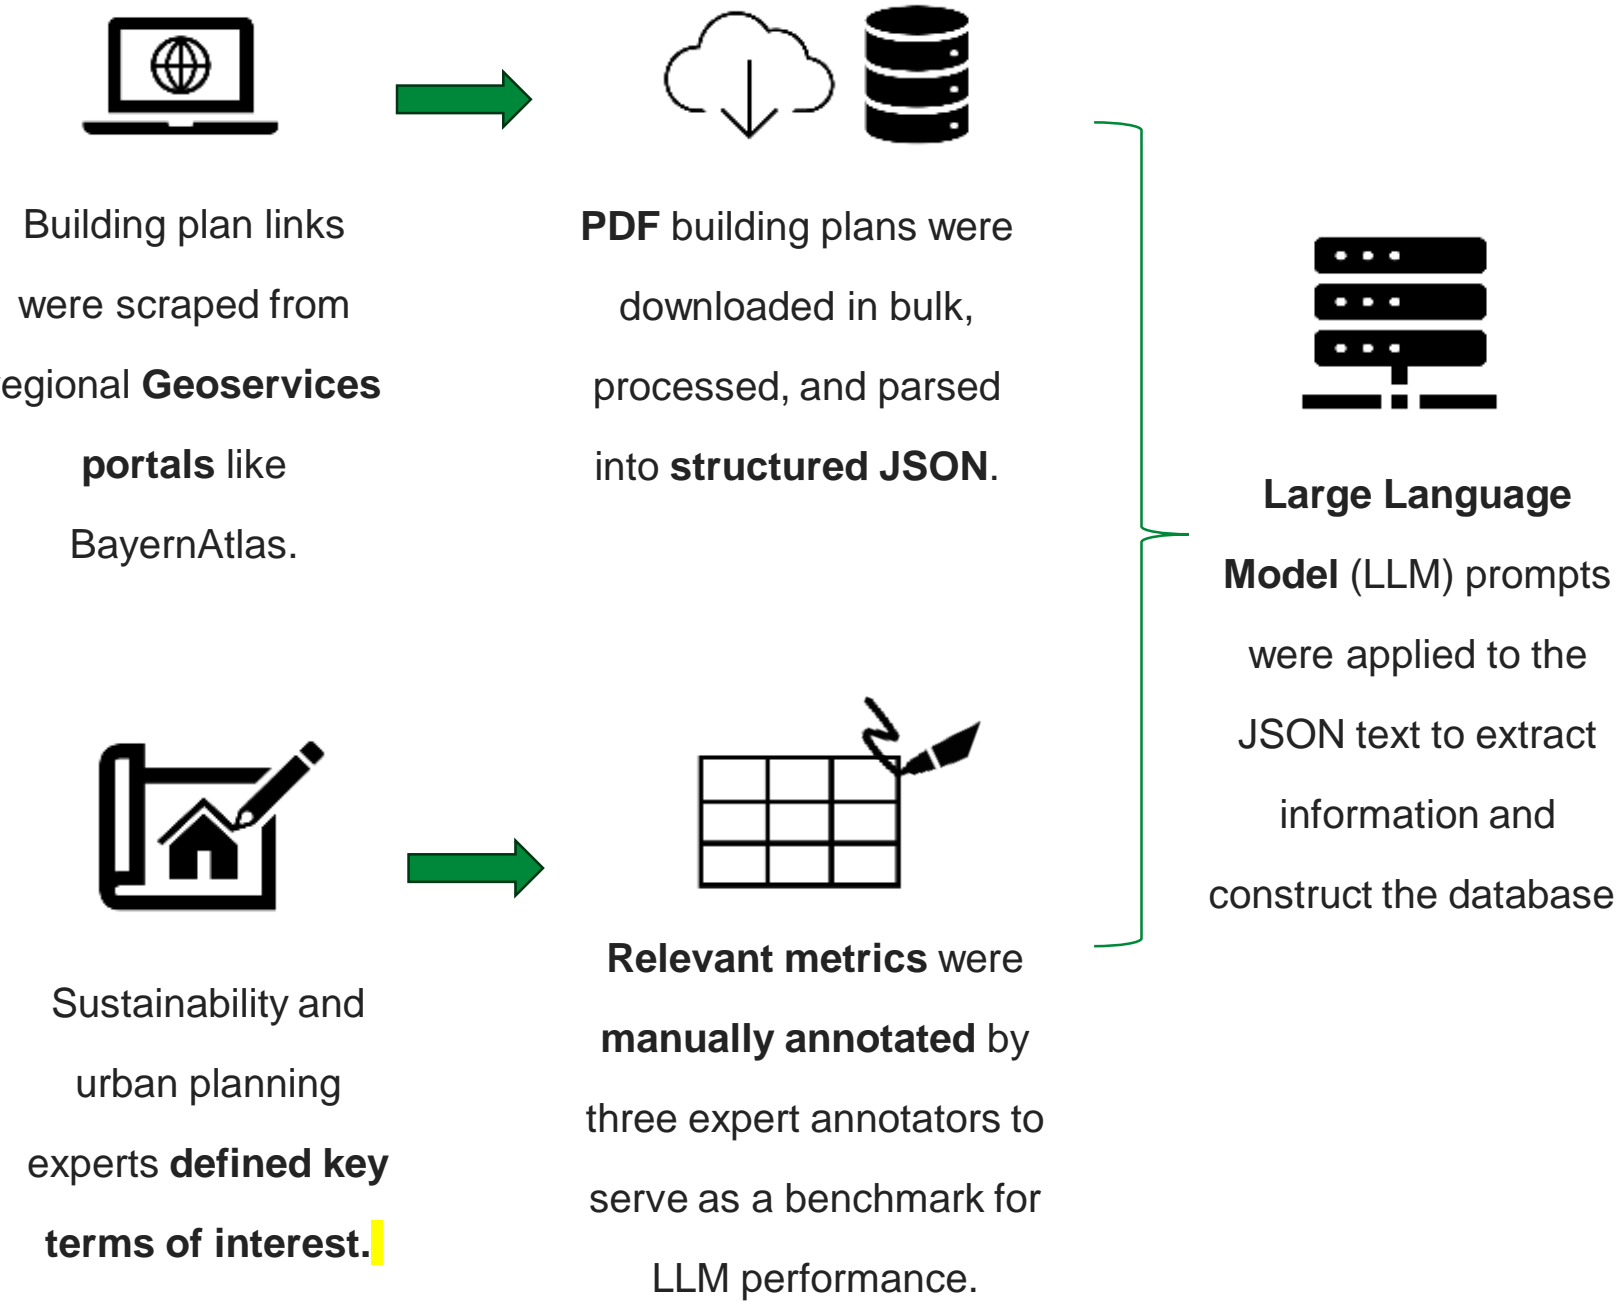 Building plan links
were scraped from
regional Geoservices
portals like
BayernAtlas.
PDF building plans were
downloaded in bulk,
processed, and parsed
into structured JSON.
Sustainability and
urban planning
experts defined key
terms of interest.
Relevant metrics were
manually annotated by
three expert annotators to
serve as a benchmark for
LLM performance.
Large Language
Model (LLM) prompts
were applied to the
JSON text to extract
information and
construct the database